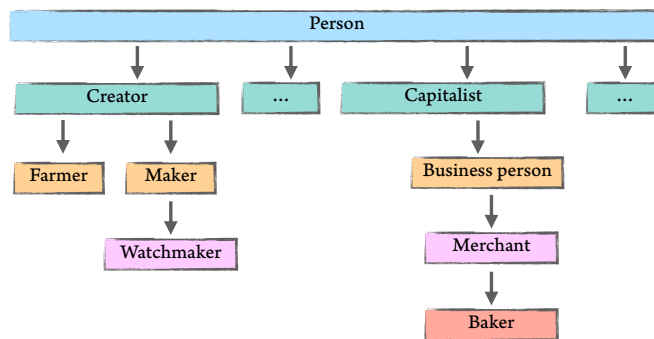 Person
Creator
...
Capitalist
...
Farmer
Maker
Business person
Watchmaker
Merchant
Baker